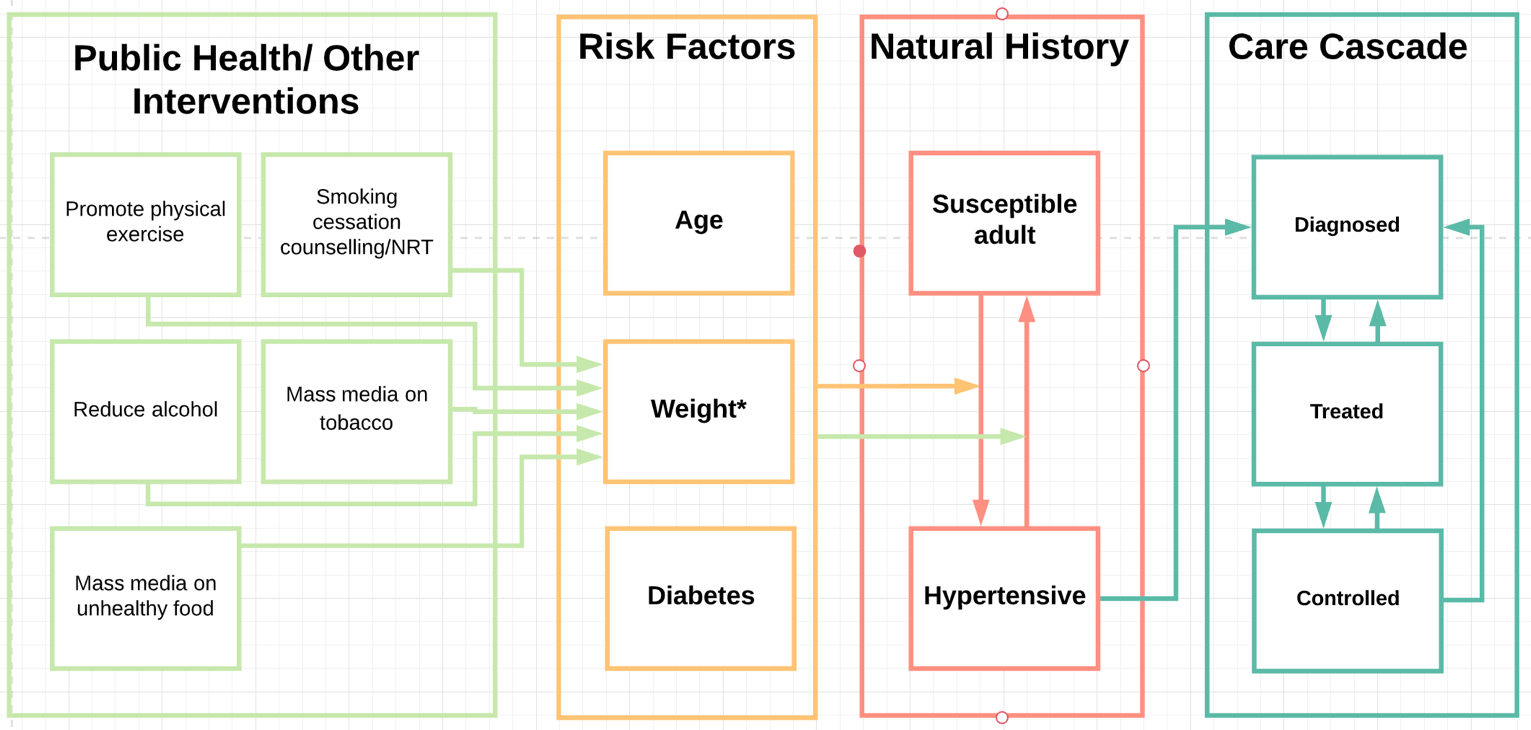 Public Health/ Other
Interventions
Promote physical
exercise
Smoking
cessation
counselling/NRT
Reduce alcohol
Mass media on
tobacco
Mass media on
unhealthy food
Risk Factors
Age
Weight*
Diabetes
Natural History
Susceptible
adult
Hypertensive
Care Cascade
Diagnosed
Treated
Controlled